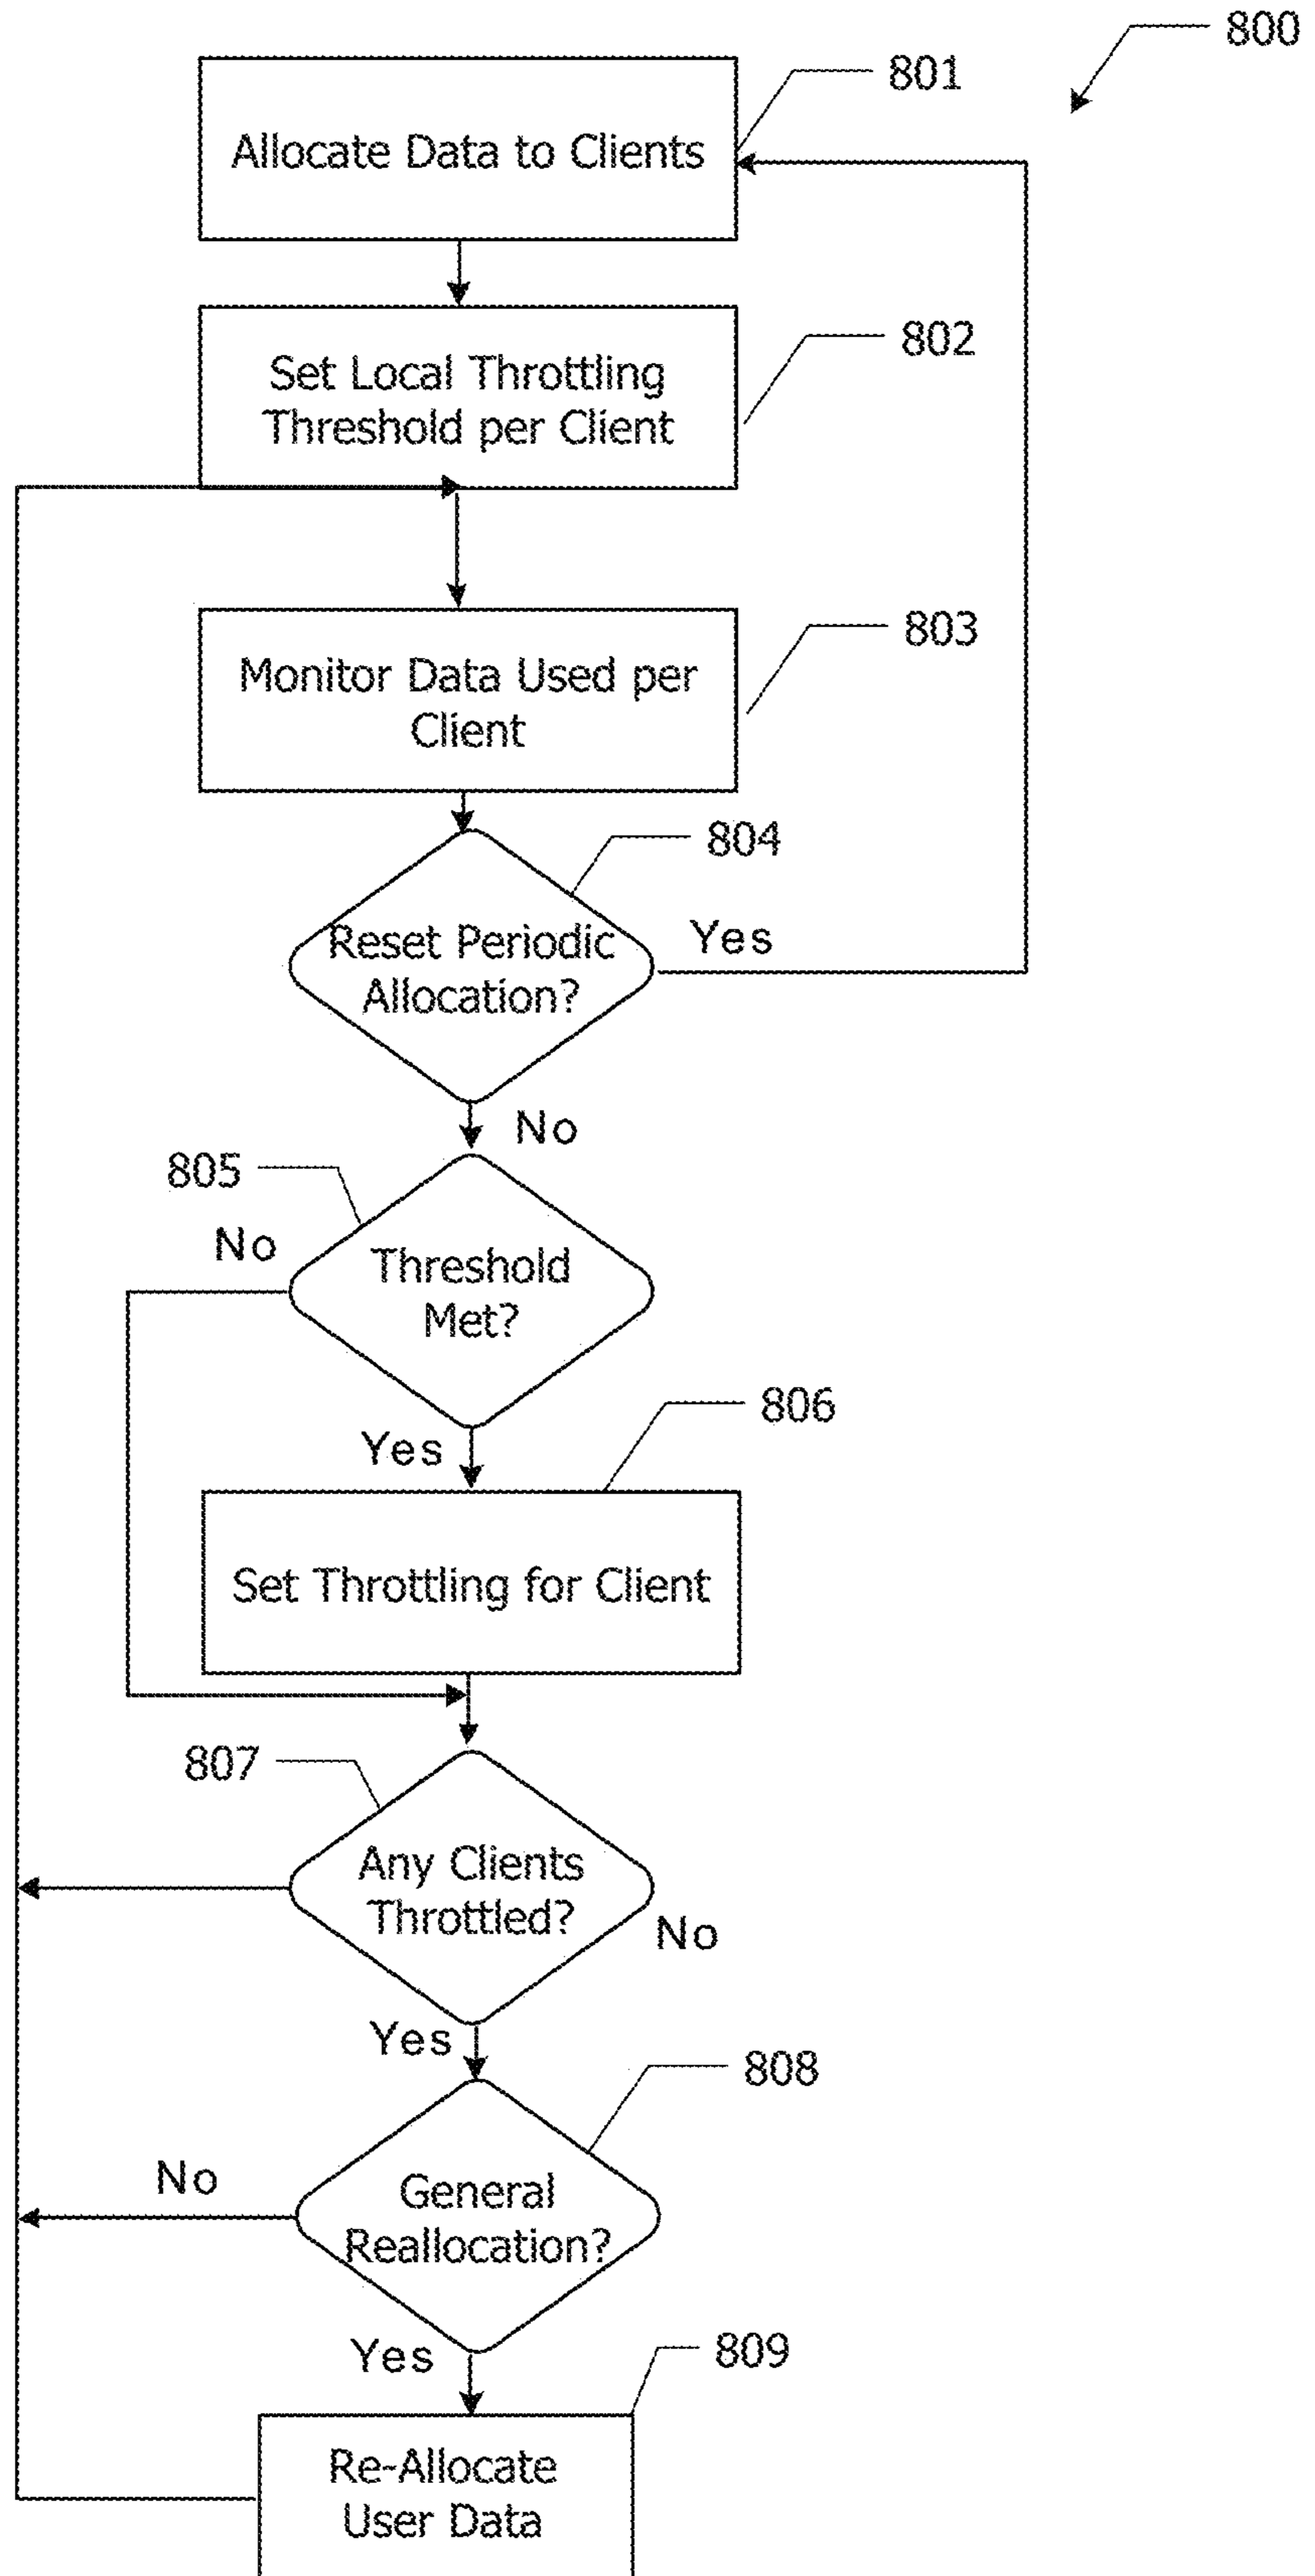 800
801
Allocate Data to Clients
802
Set Local Throttling
Threshold per Client
803
Monitor Data Used per
Client
804
Reset Periodic
Allocation?
Yes
No
805
No
Threshold
Met?
Yes
806
Set Throttling for Client
807
Any Clients
Throttled?
No
Yes
808
General
Reallocation?
No
Yes
809
Re-Allocate
User Data